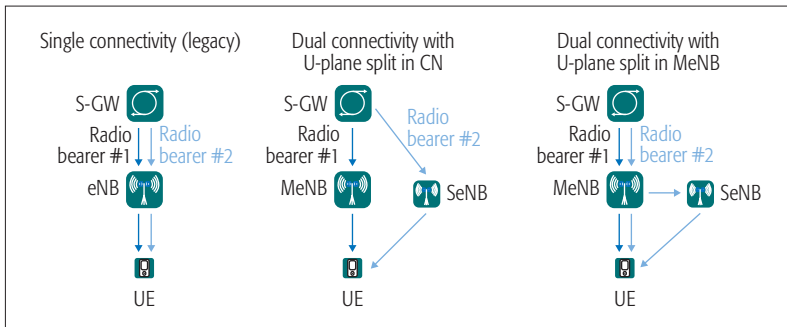 Single connectivity (legacy)
S-GW
Radio
bearer #1
Radio
bearer #2
eNB
UE
Dual connectivity with
U-plane split in CN
S-GW
Radio
bearer #1
Radio
bearer #2
MeNB
SeNB
UE
Dual connectivity with
U-plane split in MeNB
S-GW
Radio
bearer #1
Radio
bearer #2
MeNB
SeNB
UE